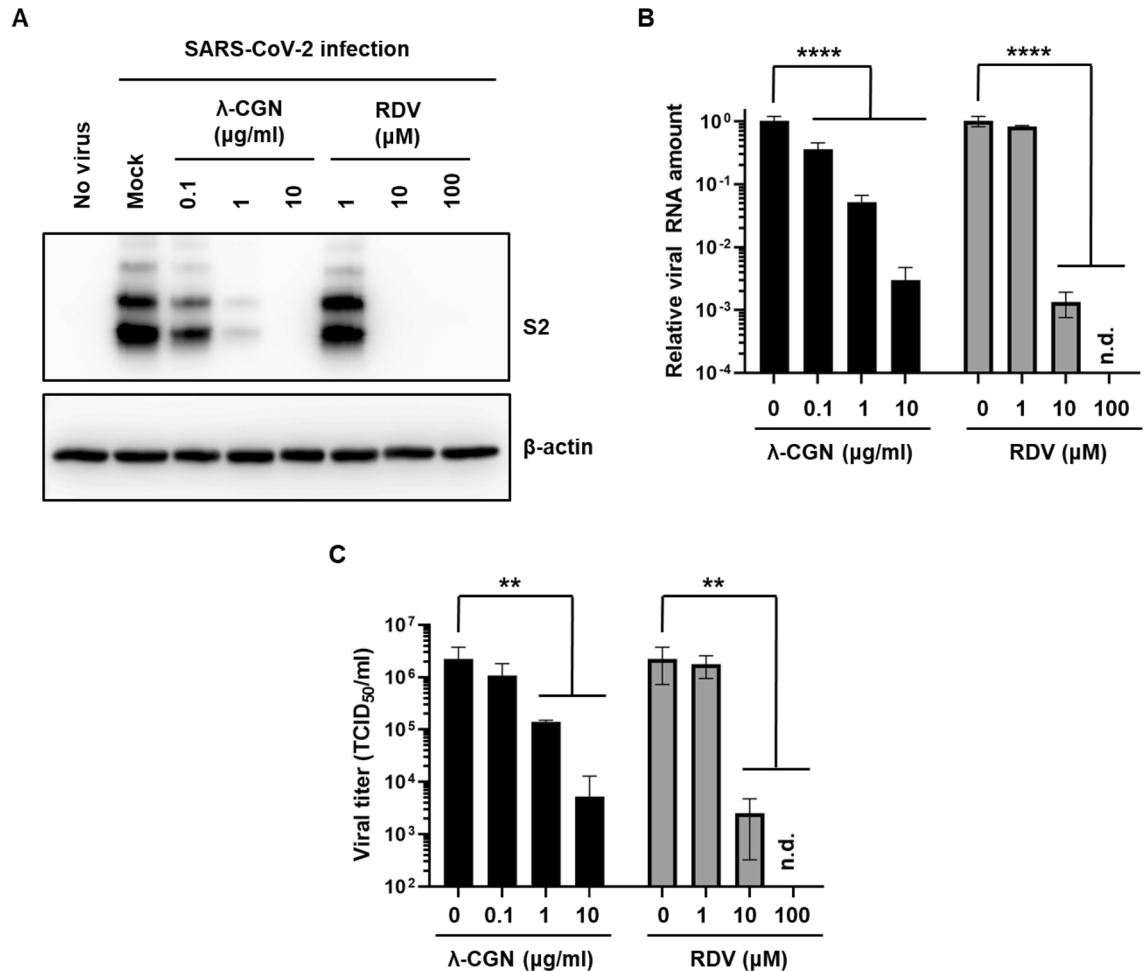 A
SARS-CoV-2 infection
λ-CGN
(µg/ml)
RDV
(µM)
No virus
Mock
0.1
1
10
1
10
100
S2
β-actin
B
**** ****
Relative viral RNA amount
10⁰
10⁻¹
10⁻²
10⁻³
10⁻⁴
n.d.
0 0.1 1 10 0 1 10 100
λ-CGN (µg/ml) RDV (µM)
C
** **
Viral titer (TCID₅₀/ml)
10⁷
10⁶
10⁵
10⁴
10³
10²
n.d.
0 0.1 1 10 0 1 10 100
λ-CGN (µg/ml) RDV (µM)